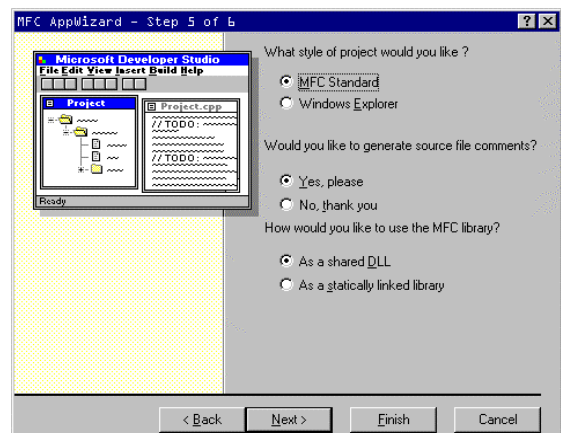 MFC AppWizard - Step 5 of 6
Microsoft Developer Studio
File Edit View Insert Build Help
Project
Project.cpp
// TODO:
// TODO:
Ready
What style of project would you like ?
MFC Standard
Windows Explorer
Would you like to generate source file comments?
Yes, please
No, thank you
How would you like to use the MFC library?
As a shared DLL
As a statically linked library
< Back
Next >
Finish
Cancel